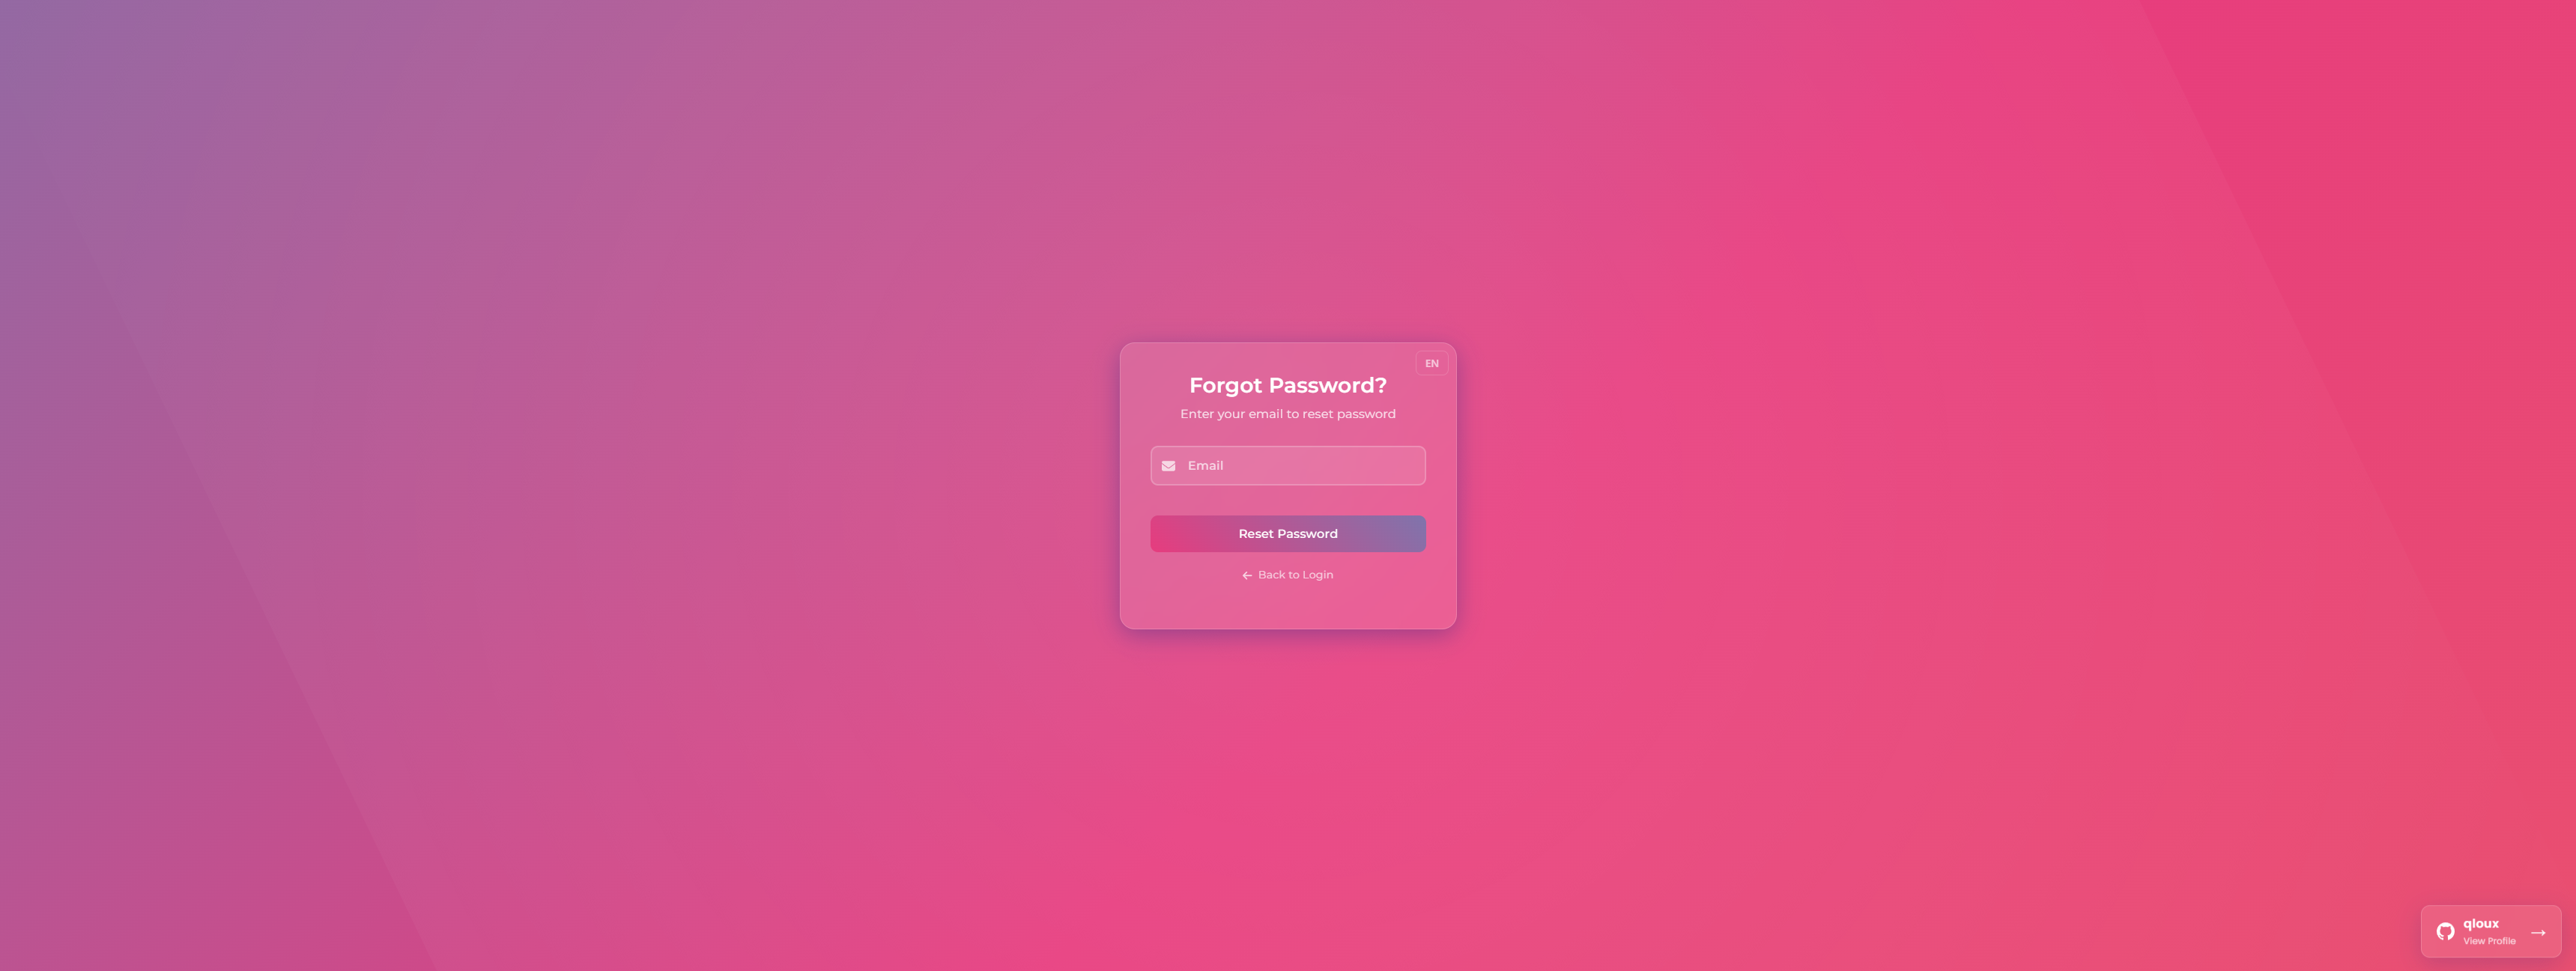 EN
Forgot Password?
Enter your email to reset password
Email
Reset Password
← Back to Login
qloux
View Profile →